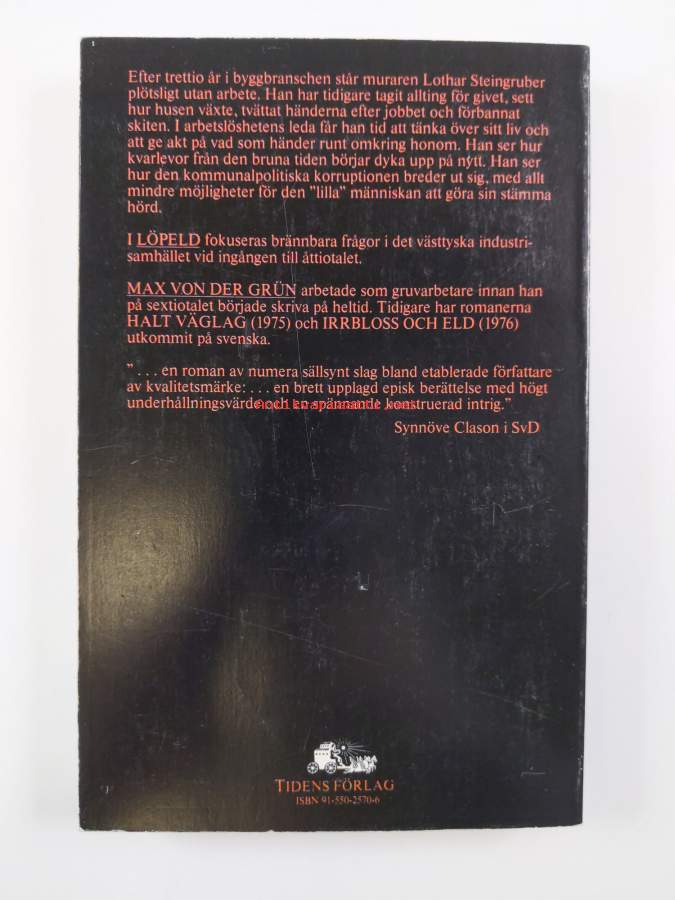 Efter trettio år i byggbranschen står muraren Lothar Steingruber
plötsligt utan arbete. Han har tidigare tagit allting för givet, sett
hur husen växte, tvättat händerna efter jobbet och förbannat
skiten. I arbetslöshetens leda får han tid att tänka över sitt liv och
att ge akt på vad som händer runt omkring honom. Han ser hur
kvarlevor från den bruna tiden börjar dyka upp på nytt. Han ser
hur den kommunalpolitiska korruptionen breder ut sig, med allt
mindre möjligheter för den "lilla" människan att göra sin stämma
hörd.
I LÖPELD fokuseras brännbara frågor i det västtyska industri-
samhället vid ingången till åttiotalet.
MAX VON DER GRÜN arbetade som gruvarbetare innan han
på sextiotalet började skriva på heltid. Tidigare har romanerna
HALT VÄGLAG (1975) och IRRBLOSS OCH ELD (1976)
utkommit på svenska.
" . . . en roman av numera sällsynt slag bland etablerade författare
av kvalitetsmärke: . . . en brett upplagd episk berättelse med högt
underhållningsvärde och en spännande konstruerad intrig."
Synnöve Clason i SvD
TIDENS FÖRLAG
ISBN 91-550-2570-6